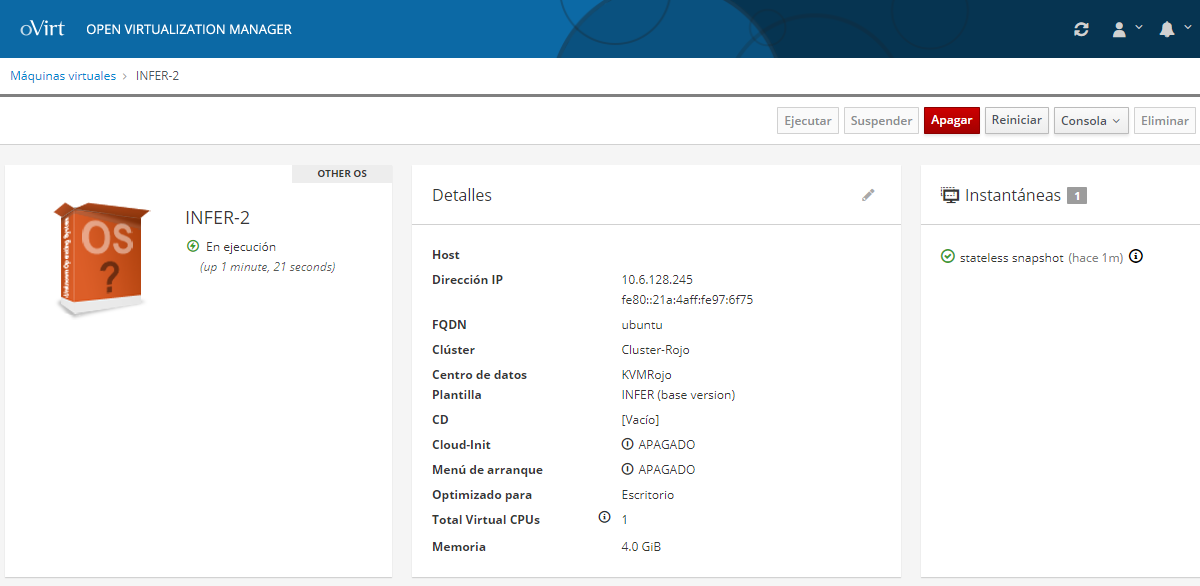 oVirt OPEN VIRTUALIZATION MANAGER
Máquinas virtuales > INFER-2
Ejecutar Suspender Apagar Reiniciar Consola Eliminar
OTHER OS
OS
?
Unknown Operating System
INFER-2
En ejecución
(up 1 minute, 21 seconds)
Detalles
Host
Dirección IP 10.6.128.245
fe80::21a:4aff:fe97:6f75
FQDN ubuntu
Clúster Cluster-Rojo
Centro de datos KVMRojo
Plantilla INFER (base version)
CD [Vacío]
Cloud-Init APAGADO
Menú de arranque APAGADO
Optimizado para Escritorio
Total Virtual CPUs 1
Memoria 4.0 GiB
Instantáneas 1
stateless snapshot (hace 1m)